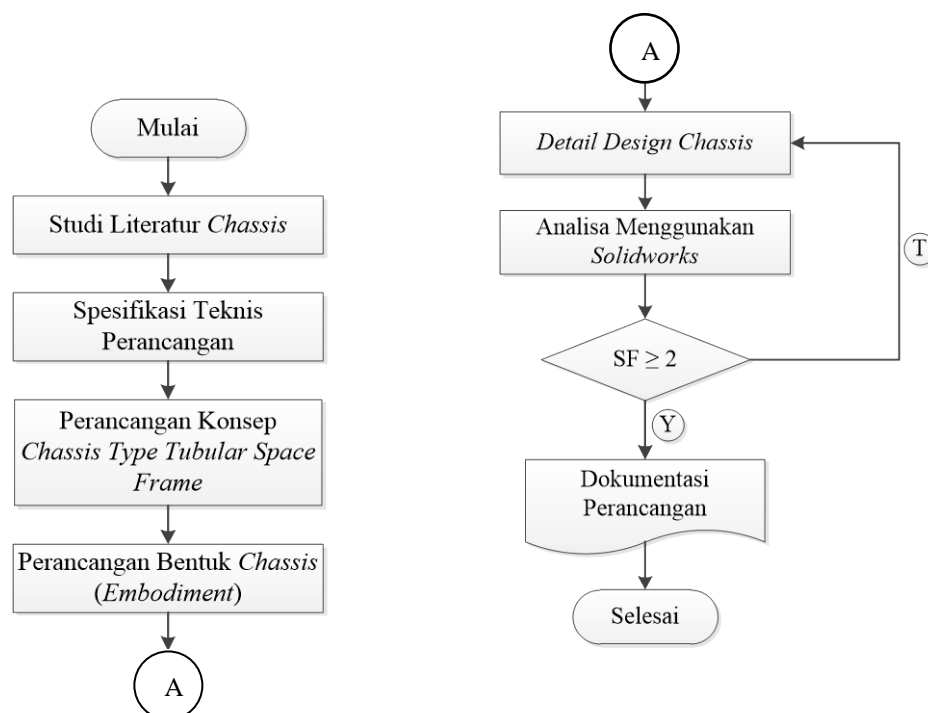 Mulai
Studi Literatur Chassis
Spesifikasi Teknis
Perancangan
Perancangan Konsep
Chassis Type Tubular Space
Frame
Perancangan Bentuk Chassis
(Embodiment)
A
A
Detail Design Chassis
Analisa Menggunakan
Solidworks
T
SF ≥ 2
Y
Dokumentasi
Perancangan
Selesai